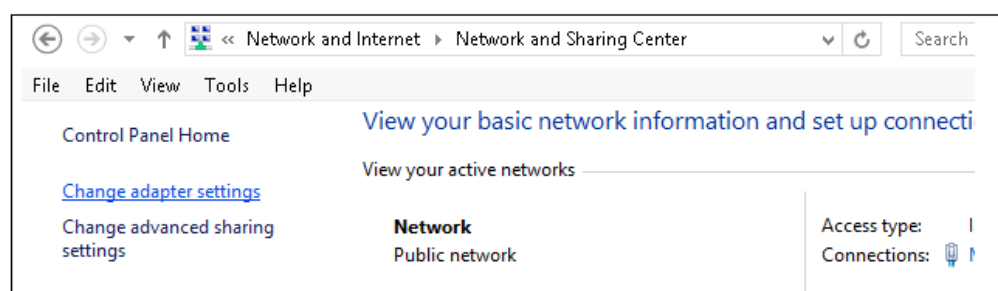 « Network and Internet ▸ Network and Sharing Center
Search
File Edit View Tools Help
Control Panel Home
Change adapter settings
Change advanced sharing
settings
View your basic network information and set up connecti
View your active networks
Network
Public network
Access type: I
Connections: